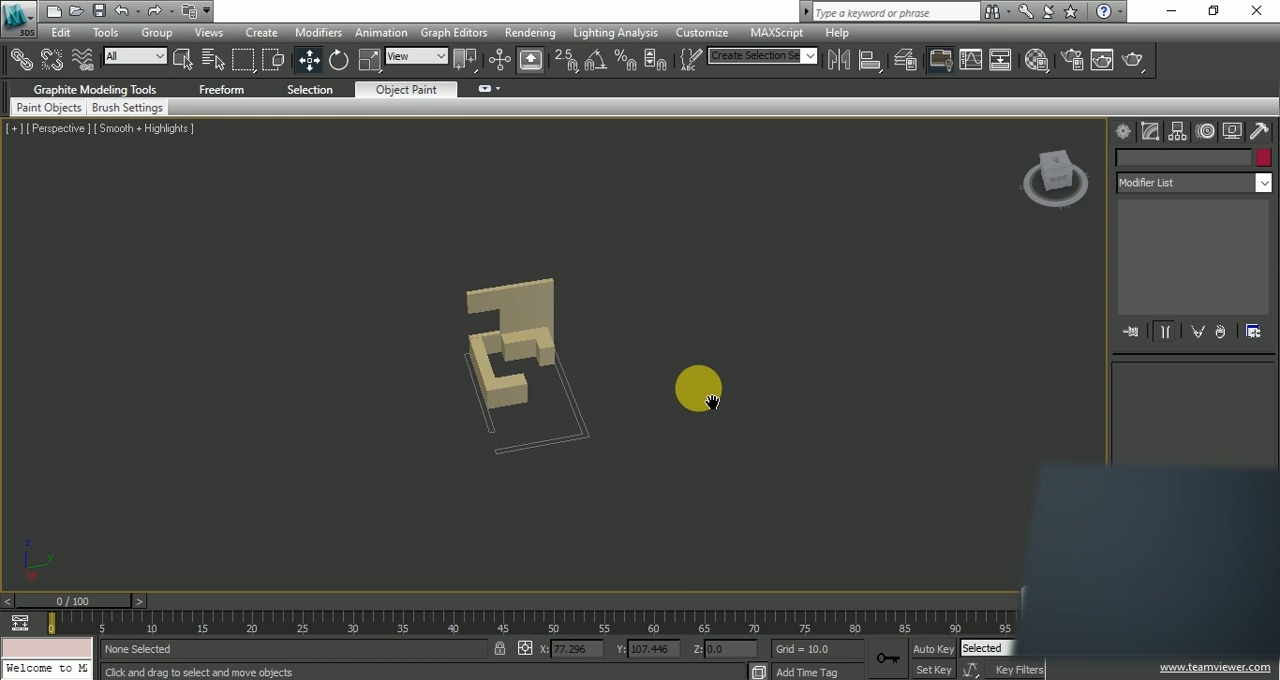 Type a keyword or phrase
3DS
Edit Tools Group Views Create Modifiers Animation Graph Editors Rendering Lighting Analysis Customize MAXScript Help
All View 2.5 Create Selection Se
Graphite Modeling Tools Freeform Selection Object Paint
Paint Objects Brush Settings
[ + ] [ Perspective ] [ Smooth + Highlights ]
Modifier List
z
y
0 / 100
0 5 10 15 20 25 30 35 40 45 50 55 60 65 70 75 80 85 90 95
None Selected X: 77.296 Y: 107.446 Z: 0.0 Grid = 10.0 Auto Key Selected
Welcome to M Click and drag to select and move objects Add Time Tag Set Key Key Filters
www.teamviewer.com